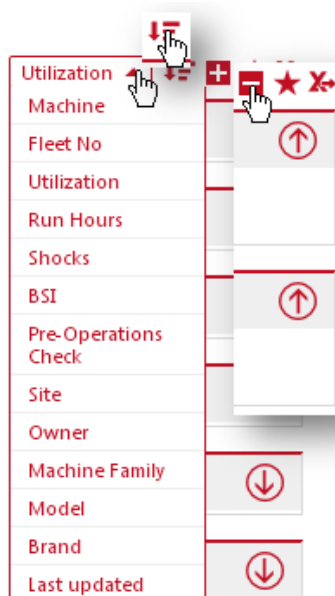 Utilization
Machine
Fleet No
Utilization
Run Hours
Shocks
BSI
Pre-Operations
Check
Site
Owner
Machine Family
Model
Brand
Last updated